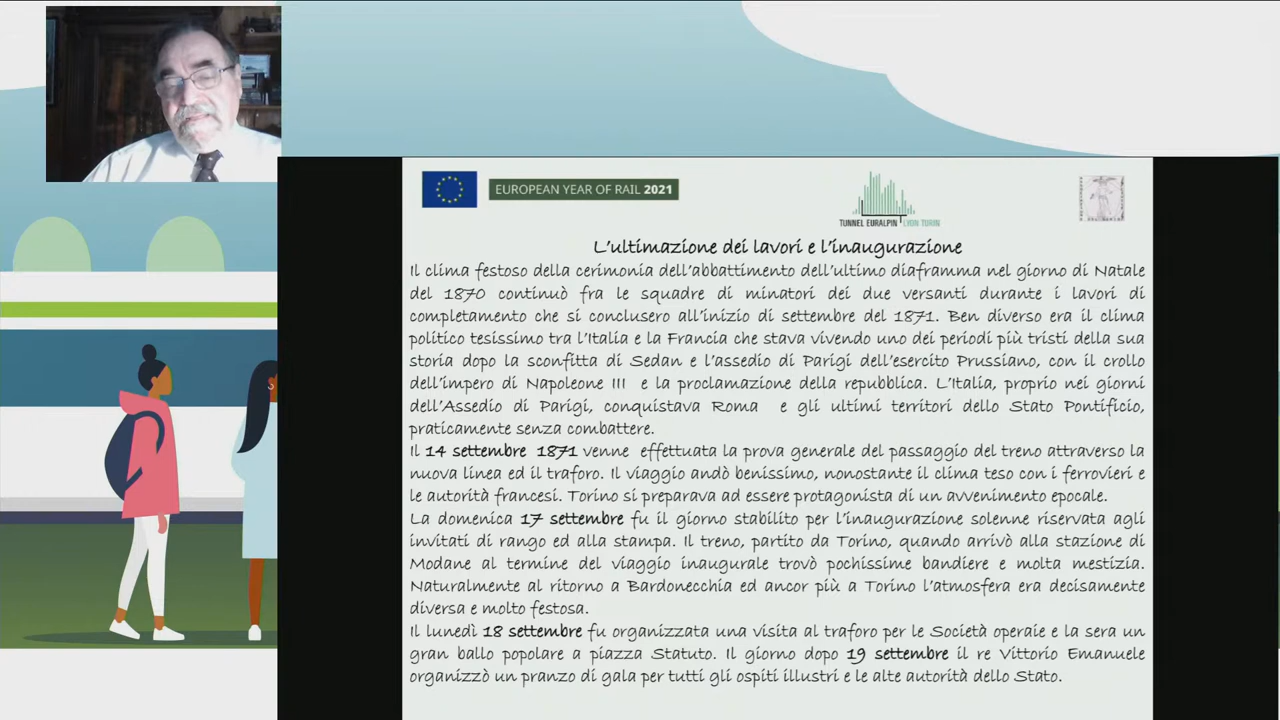 EUROPEAN YEAR OF RAIL 2021
TUNNEL EURALPIN LYON TURIN
L'ultimazione dei lavori e l'inaugurazione
Il clima festoso della cerimonia dell'abbattimento dell'ultimo diaframma nel giorno di Natale
del 1870 continuò fra le squadre di minatori dei due versanti durante i lavori di
completamento che si conclusero all'inizio di settembre del 1871. Ben diverso era il clima
politico tesissimo tra l'Italia e la Francia che stava vivendo uno dei periodi più tristi della sua
storia dopo la sconfitta di Sedan e l'assedio di Parigi dell'esercito Prussiano, con il crollo
dell'impero di Napoleone III e la proclamazione della repubblica. L'Italia, proprio nei giorni
dell'Assedio di Parigi, conquistava Roma e gli ultimi territori dello Stato Pontificio,
praticamente senza combattere.
Il 14 settembre 1871 venne effettuata la prova generale del passaggio del treno attraverso la
nuova linea ed il traforo. Il viaggio andò benissimo, nonostante il clima teso con i ferrovieri e
le autorità francesi. Torino si preparava ad essere protagonista di un avvenimento epocale.
La domenica 17 settembre fu il giorno stabilito per l'inaugurazione solenne riservata agli
invitati di rango ed alla stampa. Il treno, partito da Torino, quando arrivò alla stazione di
Modane al termine del viaggio inaugurale trovò pochissime bandiere e molta mestizia.
Naturalmente al ritorno a Bardonecchia ed ancor più a Torino l'atmosfera era decisamente
diversa e molto festosa.
Il lunedì 18 settembre fu organizzata una visita al traforo per le Società operaie e la sera un
gran ballo popolare a piazza Statuto. Il giorno dopo 19 settembre il re Vittorio Emanuele
organizzò un pranzo di gala per tutti gli ospiti illustri e le alte autorità dello Stato.